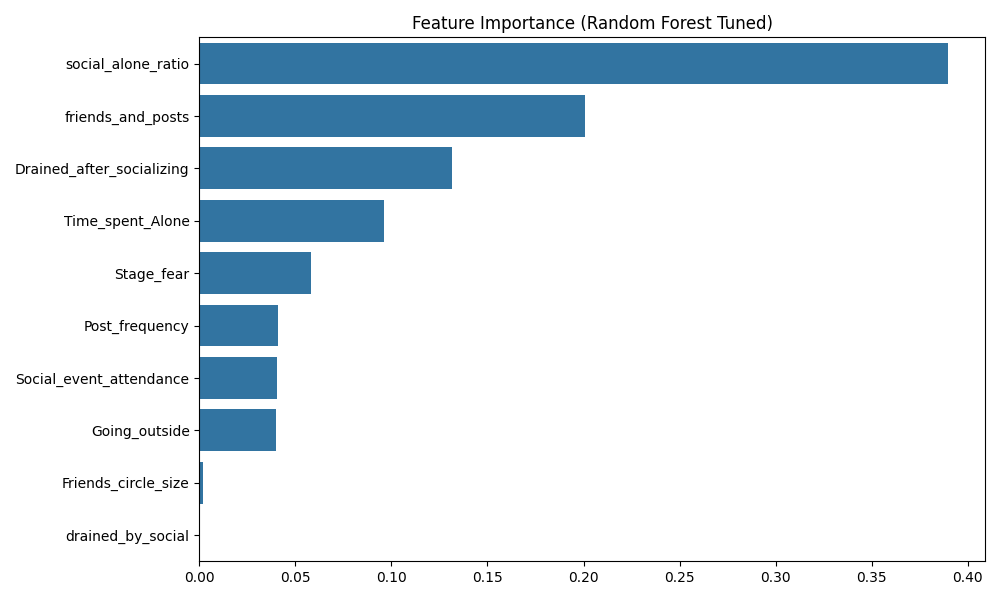 Feature Importance (Random Forest Tuned)
social_alone_ratio
friends_and_posts
Drained_after_socializing
Time_spent_Alone
Stage_fear
Post_frequency
Social_event_attendance
Going_outside
Friends_circle_size
drained_by_social
0.00 0.05 0.10 0.15 0.20 0.25 0.30 0.35 0.40